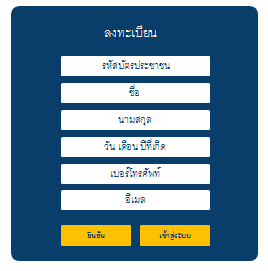 ลงทะเบียน
รหัสบัตรประชาชน
ชื่อ
นามสกุล
วัน เดือน ปีที่เกิด
เบอร์โทรศัพท์
อีเมล
ยืนยัน เข้าสู่ระบบ